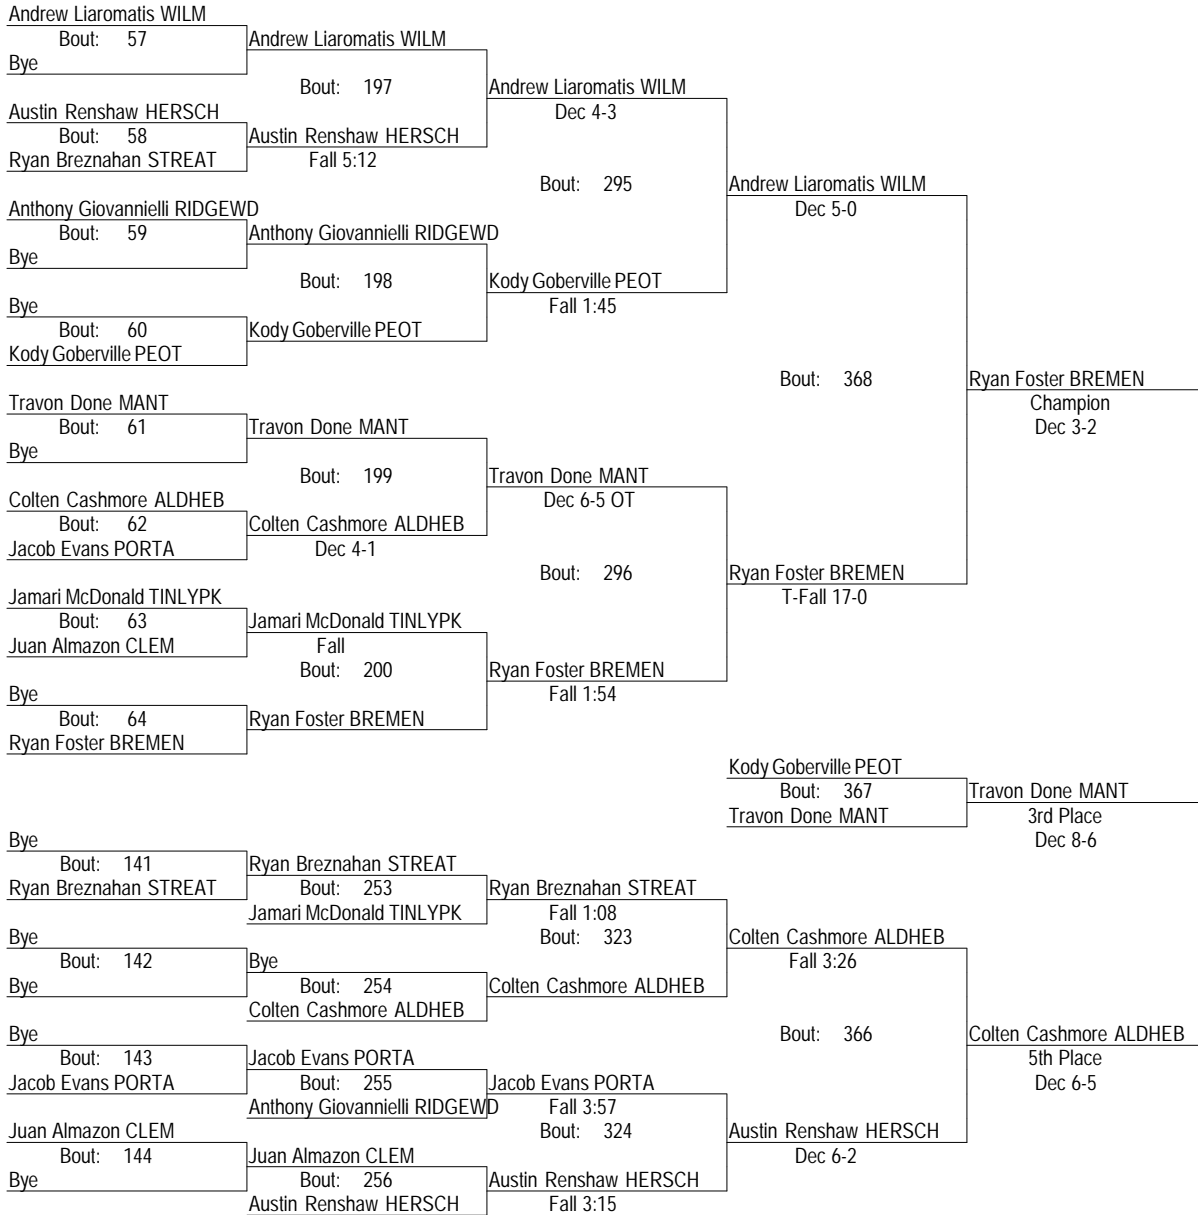 Andrew Liaromatis WILM
Bout: 57
Andrew Liaromatis WILM
Bye
Bout: 197
Andrew Liaromatis WILM
Dec 4-3
Austin Renshaw HERSCH
Bout: 58
Austin Renshaw HERSCH
Ryan Breznahan STREAT
Fall 5:12
Bout: 295
Andrew Liaromatis WILM
Dec 5-0
Anthony Giovannielli RIDGEWD
Bout: 59
Anthony Giovannielli RIDGEWD
Bye
Bout: 198
Kody Goberville PEOT
Fall 1:45
Bye
Bout: 60
Kody Goberville PEOT
Kody Goberville PEOT
Bout: 368
Ryan Foster BREMEN
Champion
Dec 3-2
Travon Done MANT
Bout: 61
Travon Done MANT
Bye
Bout: 199
Travon Done MANT
Dec 6-5 OT
Colten Cashmore ALDHEB
Bout: 62
Colten Cashmore ALDHEB
Jacob Evans PORTA
Dec 4-1
Bout: 296
Ryan Foster BREMEN
T-Fall 17-0
Jamari McDonald TINLYPK
Bout: 63
Jamari McDonald TINLYPK
Juan Almazon CLEM
Fall
Bout: 200
Ryan Foster BREMEN
Fall 1:54
Bye
Bout: 64
Ryan Foster BREMEN
Ryan Foster BREMEN
Kody Goberville PEOT
Bout: 367
Travon Done MANT
Travon Done MANT
3rd Place
Dec 8-6
Bye
Bout: 141
Ryan Breznahan STREAT
Ryan Breznahan STREAT
Bout: 253
Ryan Breznahan STREAT
Jamari McDonald TINLYPK
Fall 1:08
Bye
Bout: 323
Colten Cashmore ALDHEB
Bout: 142
Bye
Fall 3:26
Bye
Bout: 254
Colten Cashmore ALDHEB
Colten Cashmore ALDHEB
Bye
Bout: 366
Colten Cashmore ALDHEB
Bout: 143
Jacob Evans PORTA
5th Place
Jacob Evans PORTA
Bout: 255
Jacob Evans PORTA
Dec 6-5
Anthony Giovannielli RIDGEWD
Fall 3:57
Juan Almazon CLEM
Bout: 324
Austin Renshaw HERSCH
Bout: 144
Juan Almazon CLEM
Dec 6-2
Bye
Bout: 256
Austin Renshaw HERSCH
Austin Renshaw HERSCH
Fall 3:15